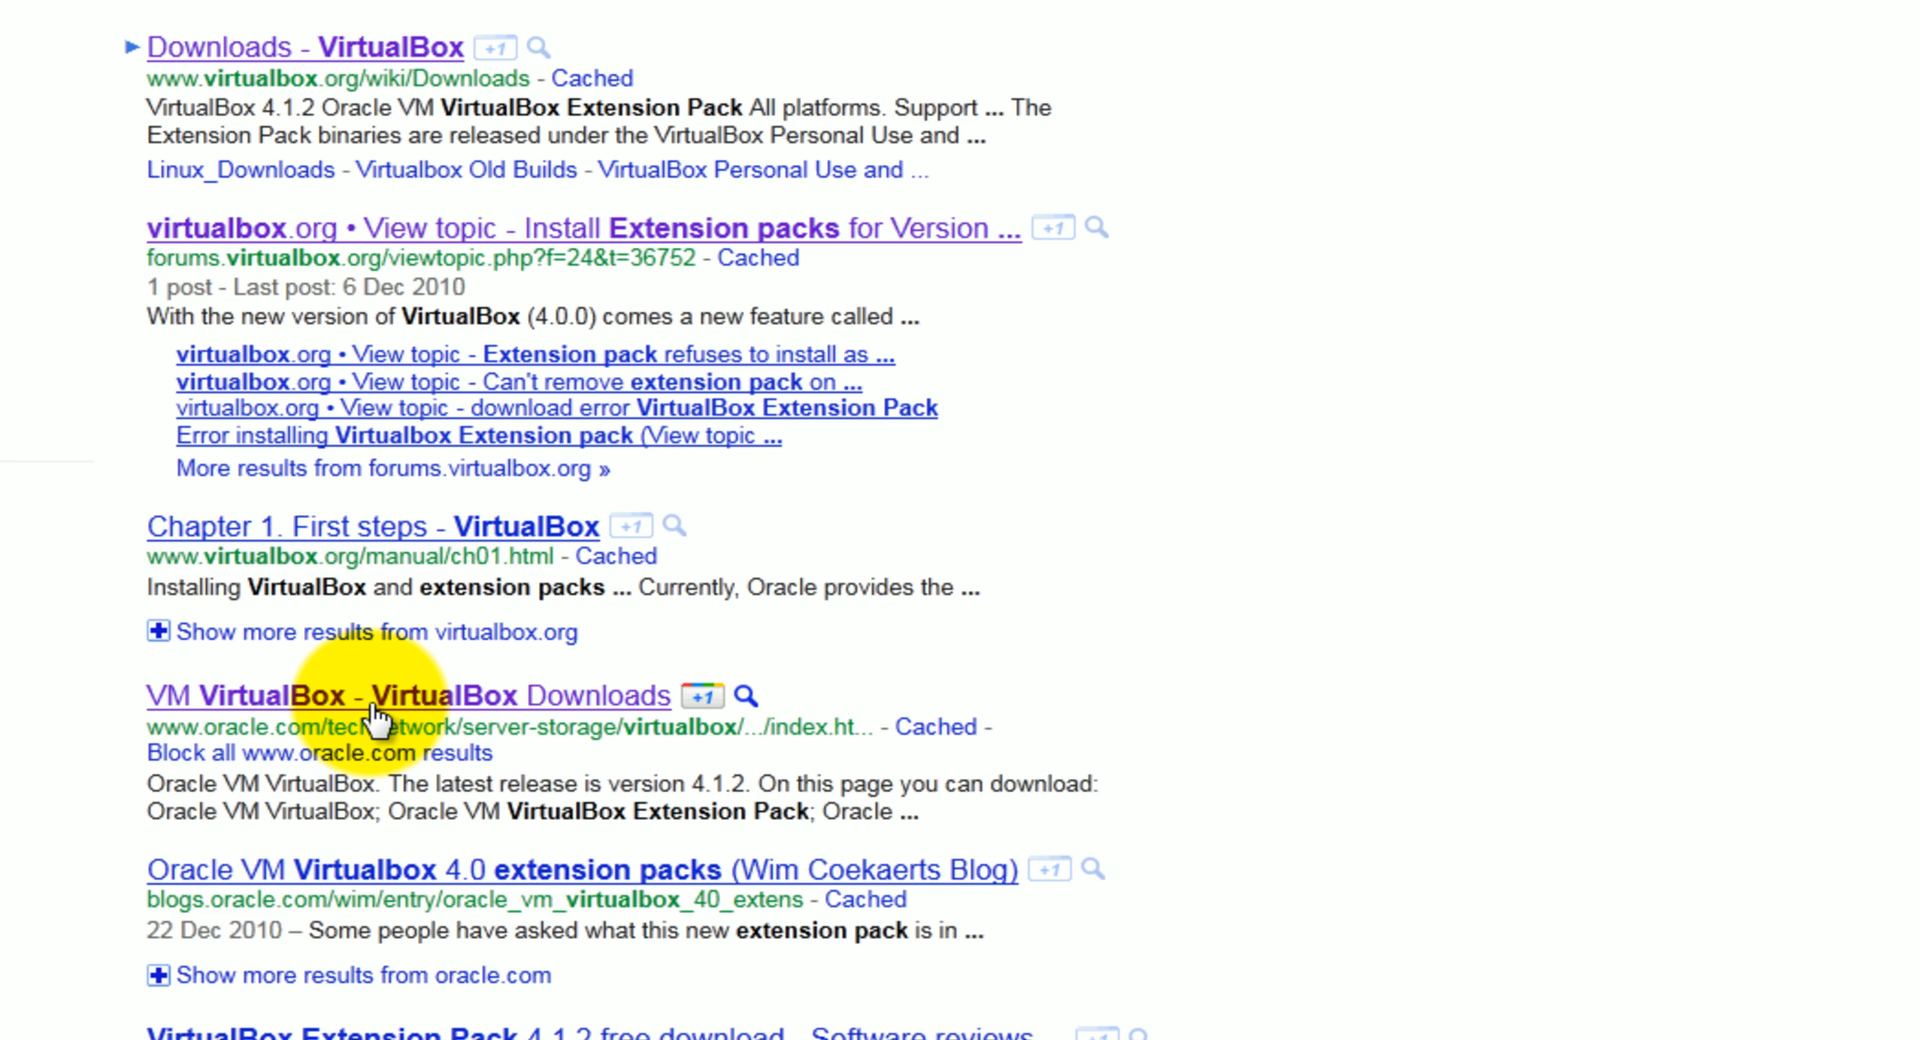 Downloads - VirtualBox +1
www.virtualbox.org/wiki/Downloads - Cached
VirtualBox 4.1.2 Oracle VM VirtualBox Extension Pack All platforms. Support ... The
Extension Pack binaries are released under the VirtualBox Personal Use and ...
Linux_Downloads - Virtualbox Old Builds - VirtualBox Personal Use and ...
virtualbox.org • View topic - Install Extension packs for Version ... +1
forums.virtualbox.org/viewtopic.php?f=24&t=36752 - Cached
1 post - Last post: 6 Dec 2010
With the new version of VirtualBox (4.0.0) comes a new feature called ...
virtualbox.org • View topic - Extension pack refuses to install as ...
virtualbox.org • View topic - Can't remove extension pack on ...
virtualbox.org • View topic - download error VirtualBox Extension Pack
Error installing Virtualbox Extension pack (View topic ...
More results from forums.virtualbox.org »
Chapter 1. First steps - VirtualBox +1
www.virtualbox.org/manual/ch01.html - Cached
Installing VirtualBox and extension packs ... Currently, Oracle provides the ...
Show more results from virtualbox.org
VM VirtualBox - VirtualBox Downloads +1
www.oracle.com/technetwork/server-storage/virtualbox/.../index.ht... - Cached -
Block all www.oracle.com results
Oracle VM VirtualBox. The latest release is version 4.1.2. On this page you can download:
Oracle VM VirtualBox; Oracle VM VirtualBox Extension Pack; Oracle ...
Oracle VM Virtualbox 4.0 extension packs (Wim Coekaerts Blog) +1
blogs.oracle.com/wim/entry/oracle_vm_virtualbox_40_extens - Cached
22 Dec 2010 – Some people have asked what this new extension pack is in ...
Show more results from oracle.com
VirtualBox Extension Pack 4.1.2 free download - Software reviews ... +1